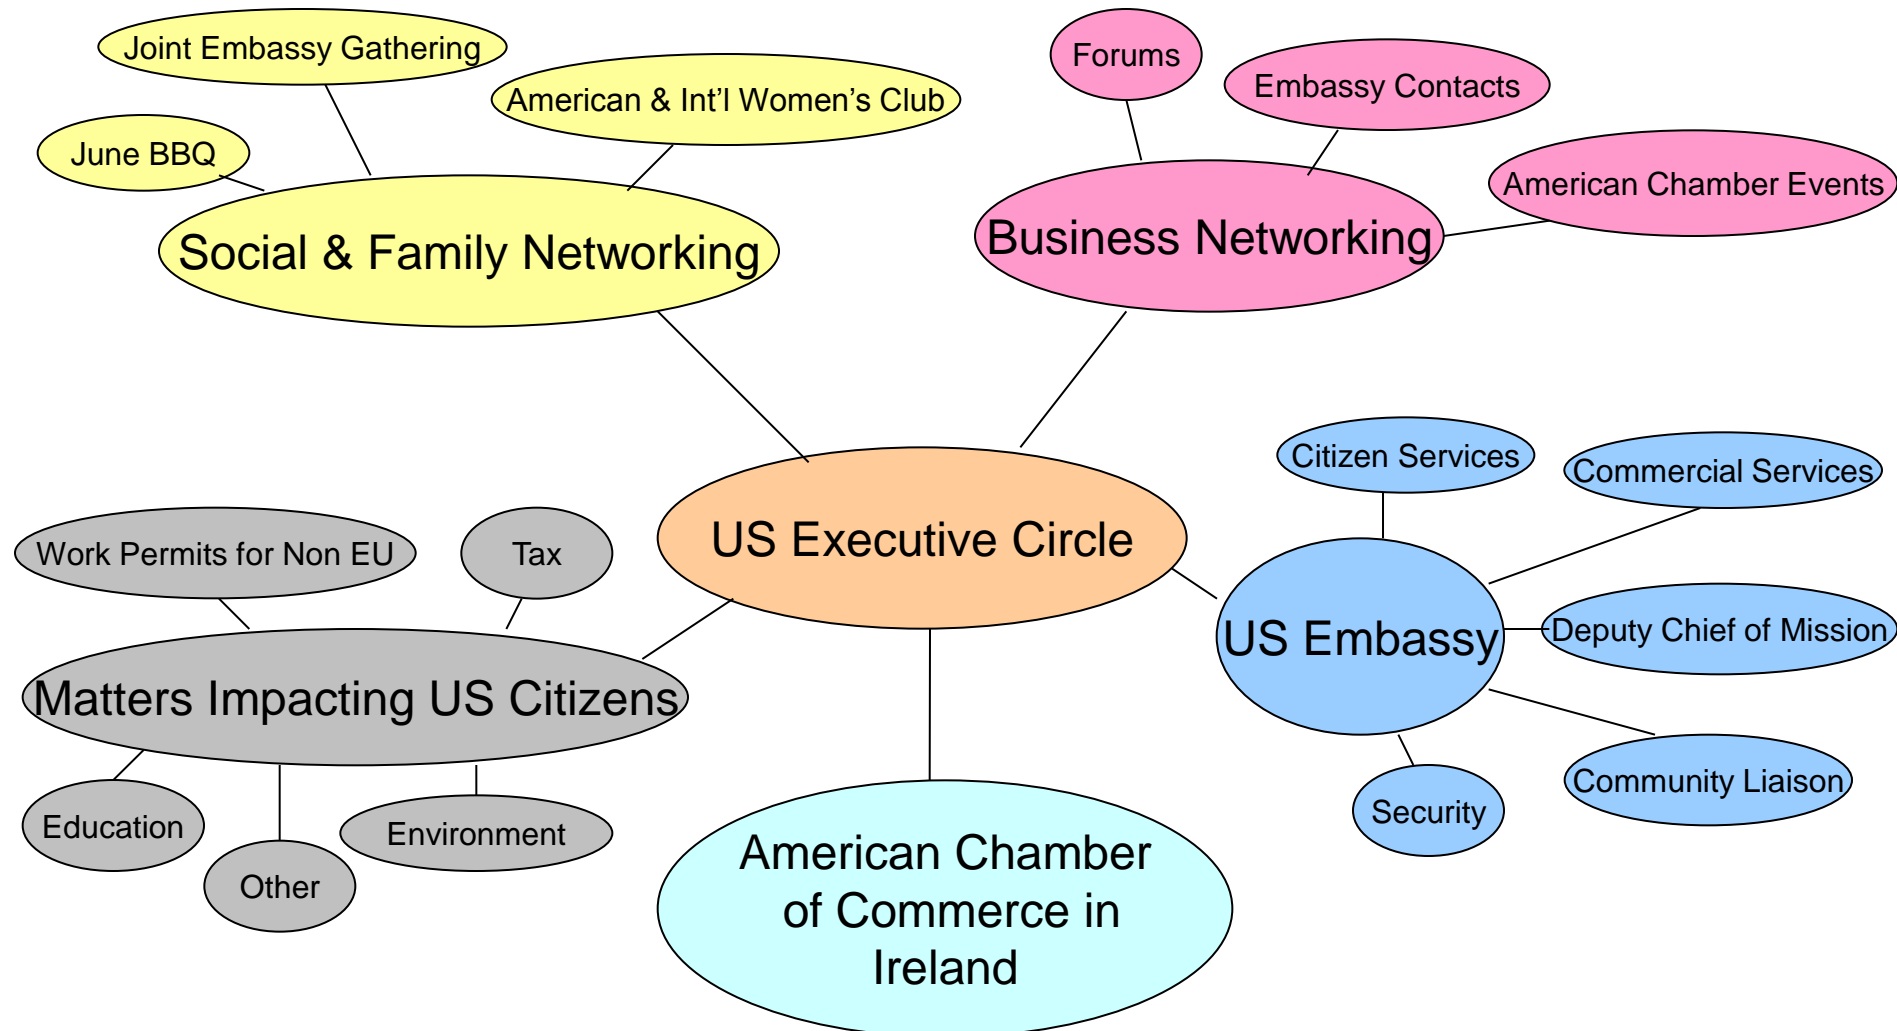 Joint Embassy Gathering
American & Int’l Women’s Club
June BBQ
Social & Family Networking
Forums
Embassy Contacts
American Chamber Events
Business Networking
US Executive Circle
Citizen Services
Commercial Services
US Embassy
Deputy Chief of Mission
Community Liaison
Security
Work Permits for Non EU
Tax
Matters Impacting US Citizens
Education
Other
Environment
American Chamber
of Commerce in
Ireland